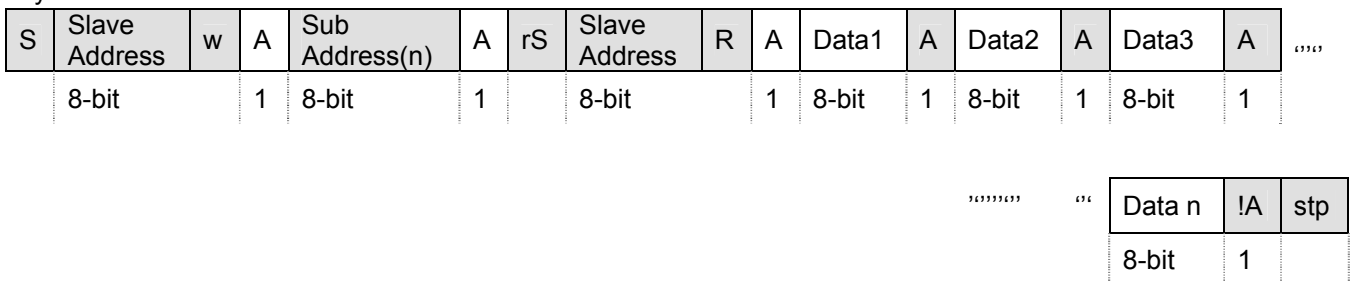 S Slave Address w A Sub Address(n) A rS Slave Address R A Data1 A Data2 A Data3 A
8-bit 1 8-bit 1 8-bit 1 8-bit 1 8-bit 1 8-bit 1
Data n !A stp
8-bit 1